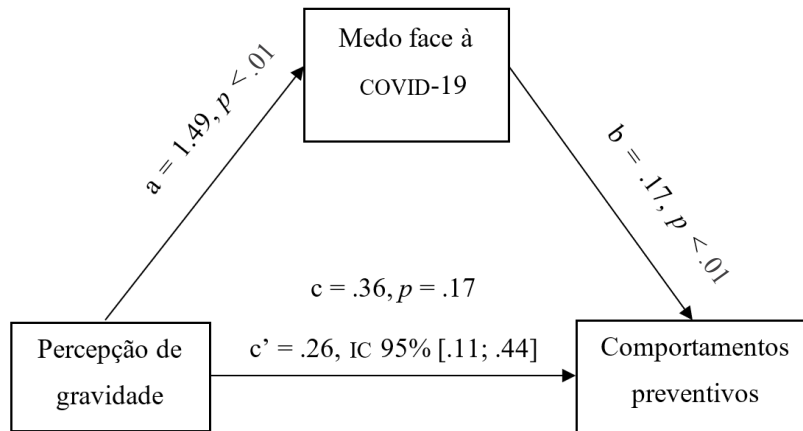 Medo face à
COVID-19
a = 1.49, p < .01
b = .17, p < .01
c = .36, p = .17
c’ = .26, IC 95% [.11; .44]
Percepção de
gravidade
Comportamentos
preventivos